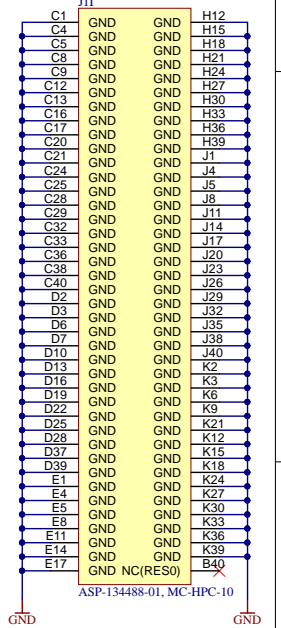 J11
C1 GND GND H12
C4 GND GND H15
C5 GND GND H18
C8 GND GND H21
C9 GND GND H24
C12 GND GND H27
C13 GND GND H30
C16 GND GND H33
C17 GND GND H36
C20 GND GND H39
C21 GND GND J1
C24 GND GND J4
C25 GND GND J5
C28 GND GND J8
C29 GND GND J11
C32 GND GND J14
C33 GND GND J17
C36 GND GND J20
C38 GND GND J23
C40 GND GND J26
D2 GND GND J29
D3 GND GND J32
D6 GND GND J35
D7 GND GND J38
D10 GND GND J40
D13 GND GND K2
D16 GND GND K3
D19 GND GND K6
D22 GND GND K9
D25 GND GND K21
D28 GND GND K12
D37 GND GND K15
D39 GND GND K18
E1 GND GND K24
E4 GND GND K27
E5 GND GND K30
E8 GND GND K33
E11 GND GND K36
E14 GND GND K39
E17 GND NC(RES0) B40
ASP-134488-01, MC-HPC-10
GND GND